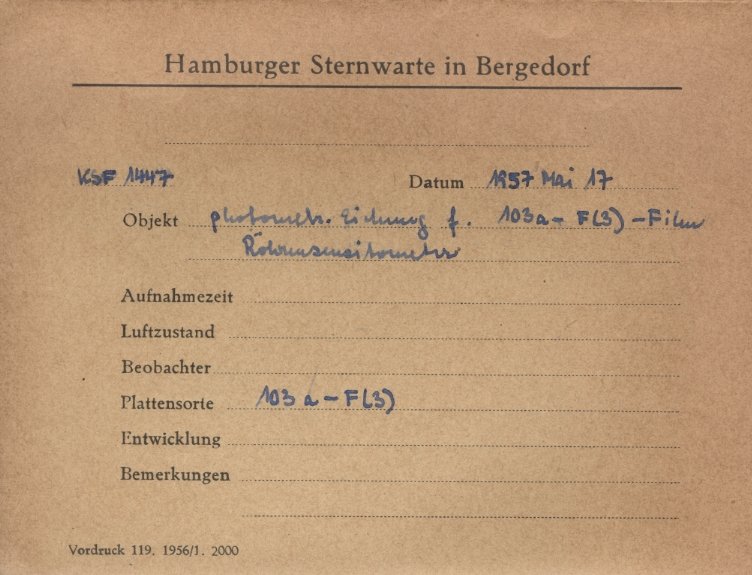 Hamburger Sternwarte in Bergedorf
KSF 1447 Datum 1957 Mai 17
Objekt photometr. Eichung f. 103a-F(3)-Film
Röhrensensitometer
Aufnahmezeit
Luftzustand
Beobachter
Plattensorte 103a-F(3)
Entwicklung
Bemerkungen
Vordruck 119. 1956/1. 2000